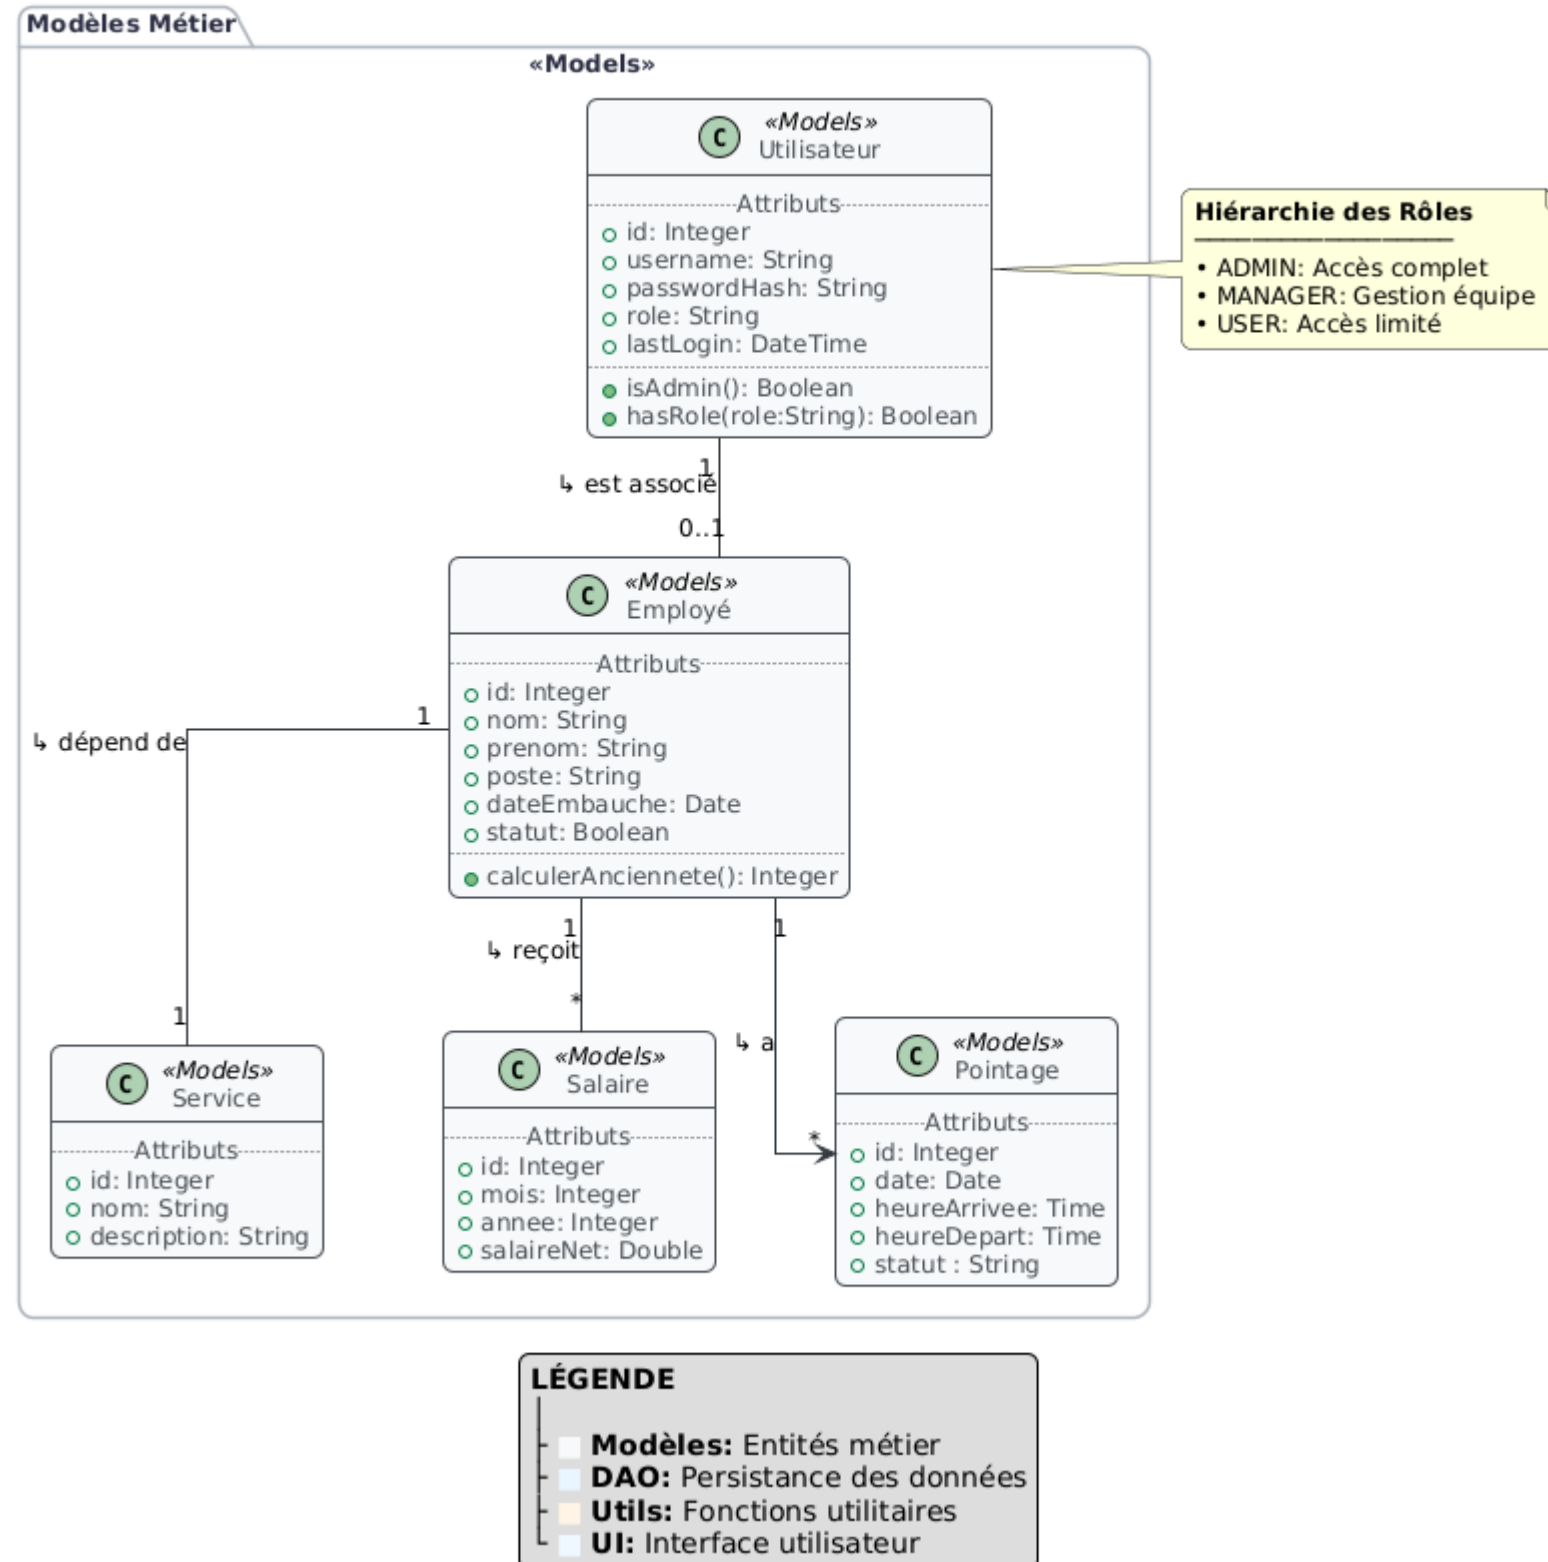 Modèles Métier
«Models»
«Models»
C
Utilisateur
Attributs
id: Integer
username: String
passwordHash: String
role: String
lastLogin: DateTime
isAdmin(): Boolean
hasRole(role:String): Boolean
Hiérarchie des Rôles
• ADMIN: Accès complet
• MANAGER: Gestion équipe
• USER: Accès limité
1
↳ est associé
0..1
«Models»
C
Employé
Attributs
id: Integer
nom: String
prenom: String
poste: String
dateEmbauche: Date
statut: Boolean
calculerAnciennete(): Integer
1
↳ dépend de
1
1
↳ reçoit
*
1
↳ a
*
«Models»
C
Service
Attributs
id: Integer
nom: String
description: String
«Models»
C
Salaire
Attributs
id: Integer
mois: Integer
annee: Integer
salaireNet: Double
«Models»
C
Pointage
Attributs
id: Integer
date: Date
heureArrivee: Time
heureDepart: Time
statut : String
LÉGENDE
Modèles: Entités métier
DAO: Persistance des données
Utils: Fonctions utilitaires
UI: Interface utilisateur